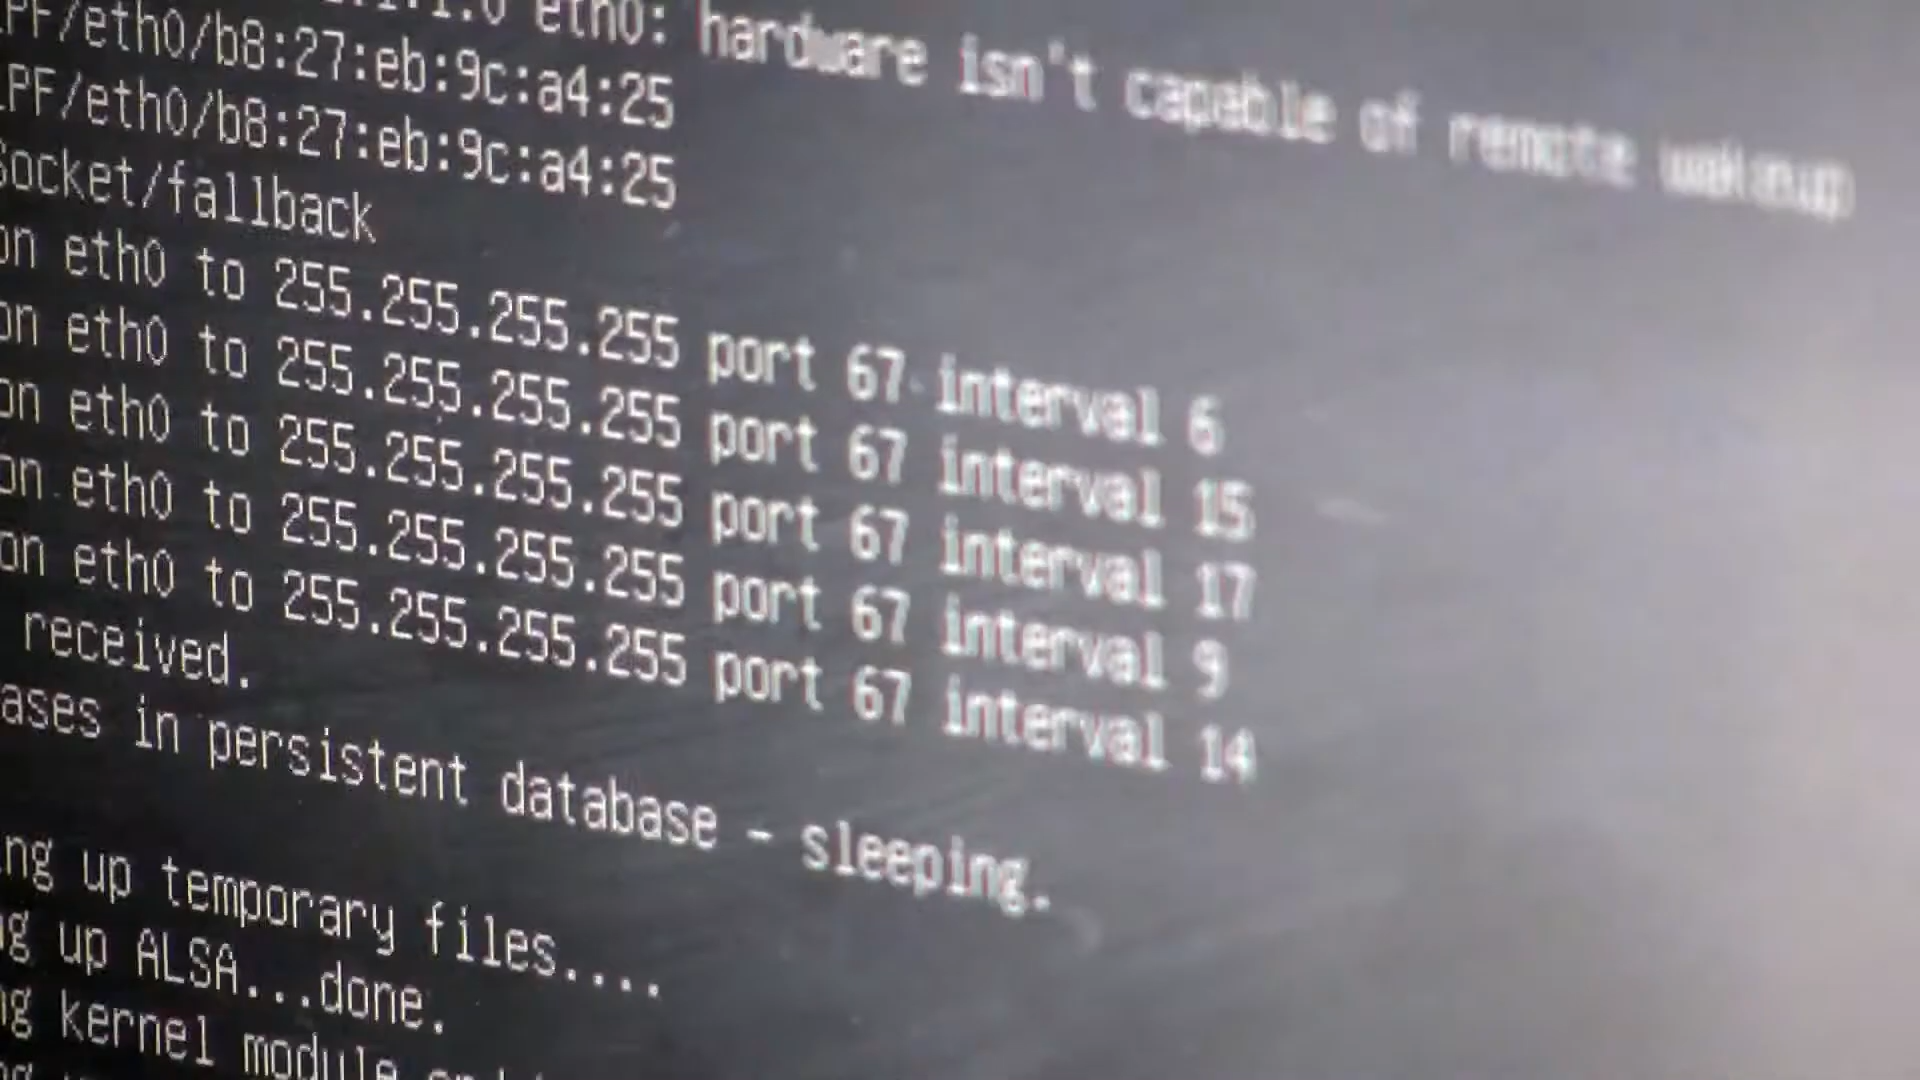 eth0: hardware isn't capable of remote wakeup
PF/eth0/b8:27:eb:9c:a4:25
LPF/eth0/b8:27:eb:9c:a4:25
Socket/fallback
on eth0 to 255.255.255.255 port 67 interval 6
on eth0 to 255.255.255.255 port 67 interval 15
on eth0 to 255.255.255.255 port 67 interval 17
on eth0 to 255.255.255.255 port 67 interval 9
on eth0 to 255.255.255.255 port 67 interval 14
received.
ases in persistent database - sleeping.
ing up temporary files....
ng up ALSA...done.
ng kernel module